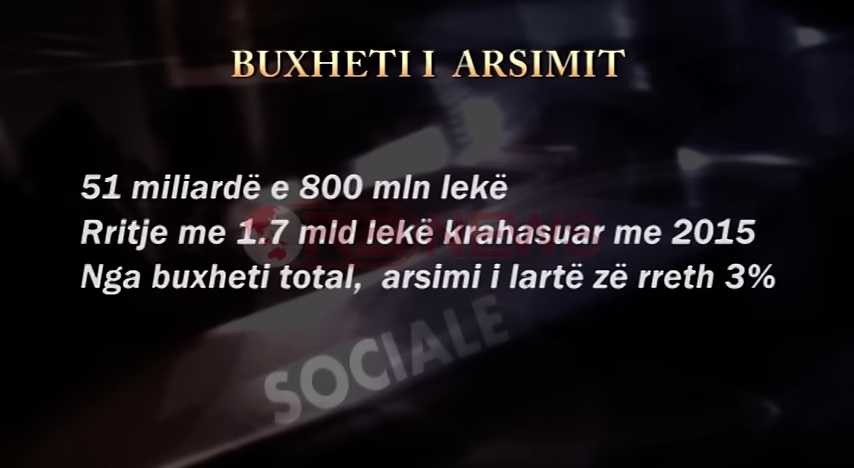 BUXHETI I ARSIMIT
51 miliardë e 800 mln lekë
Rritje me 1.7 mld lekë krahasuar me 2015
Nga buxheti total, arsimi i lartë zë rreth 3%
SOCIALE